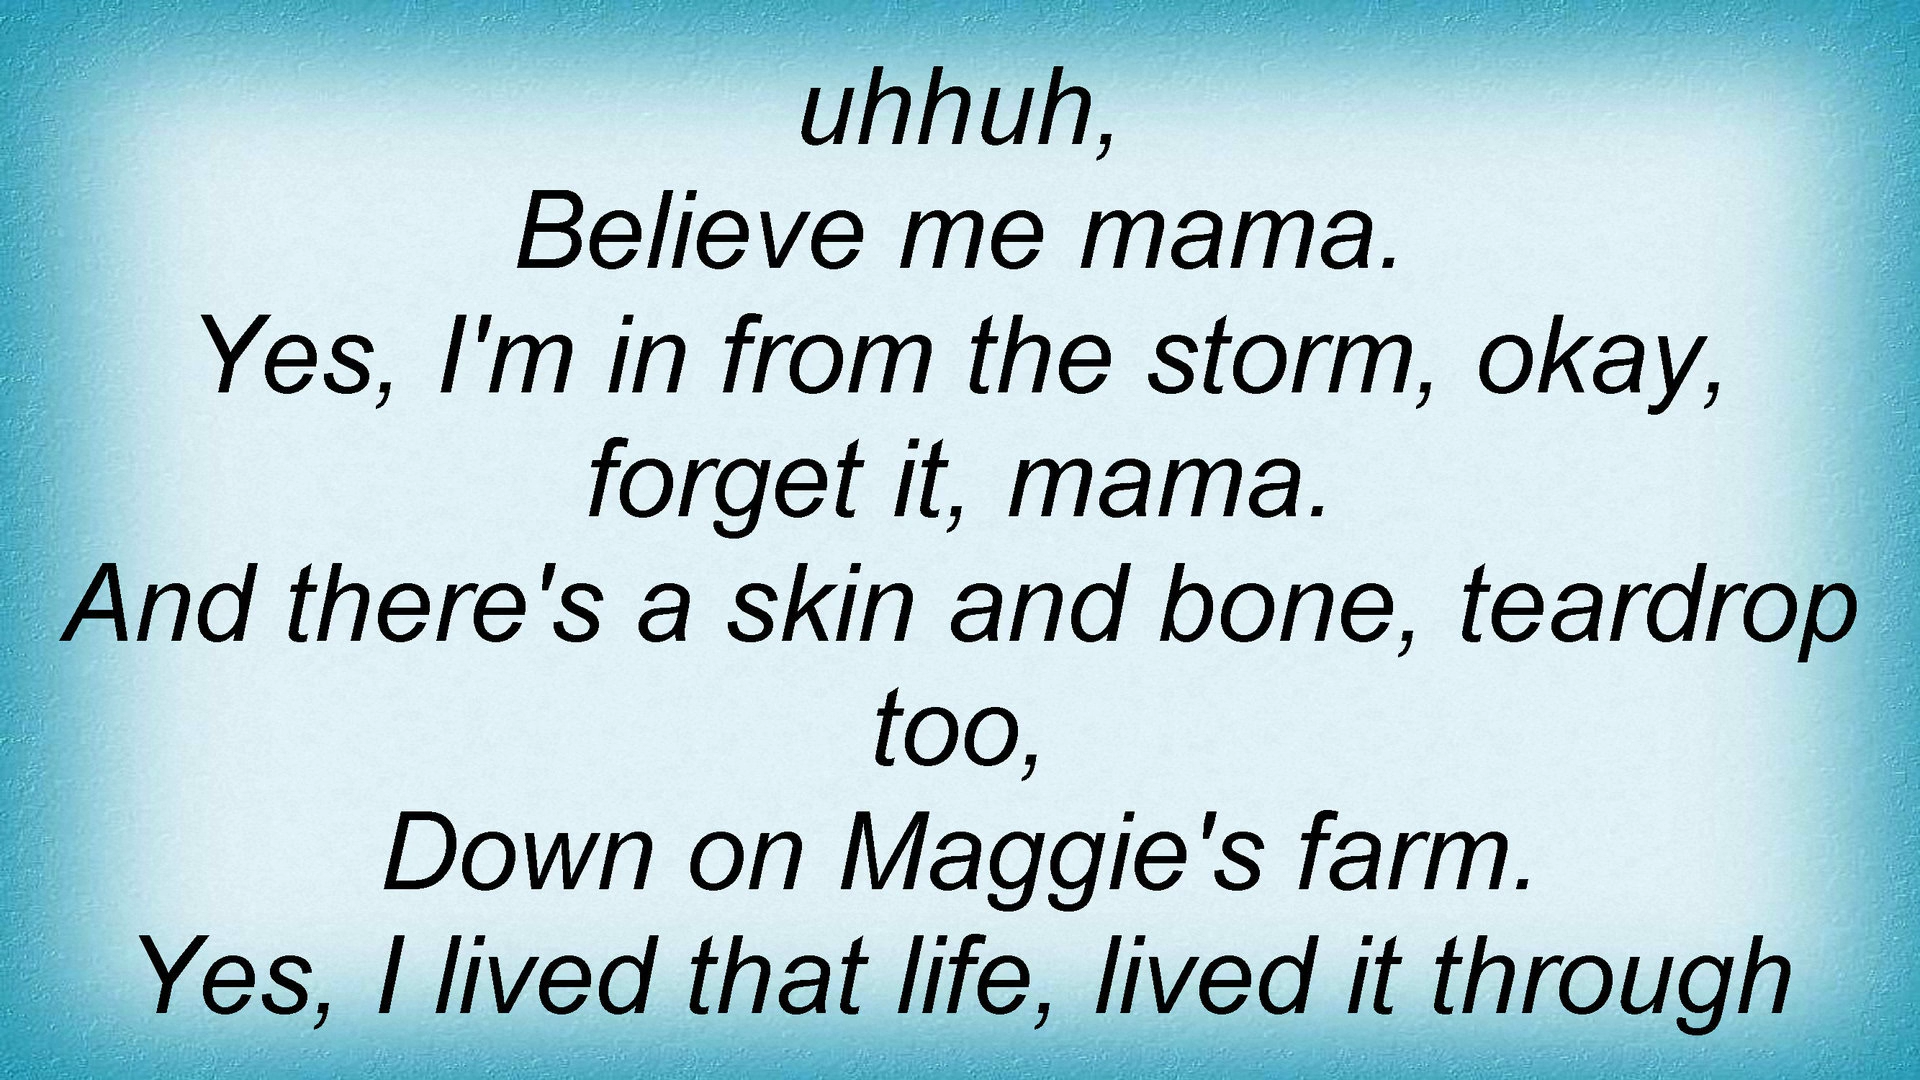 uhhuh,
Believe me mama.
Yes, I'm in from the storm, okay,
forget it, mama.
And there's a skin and bone, teardrop
too,
Down on Maggie's farm.
Yes, I lived that life, lived it through